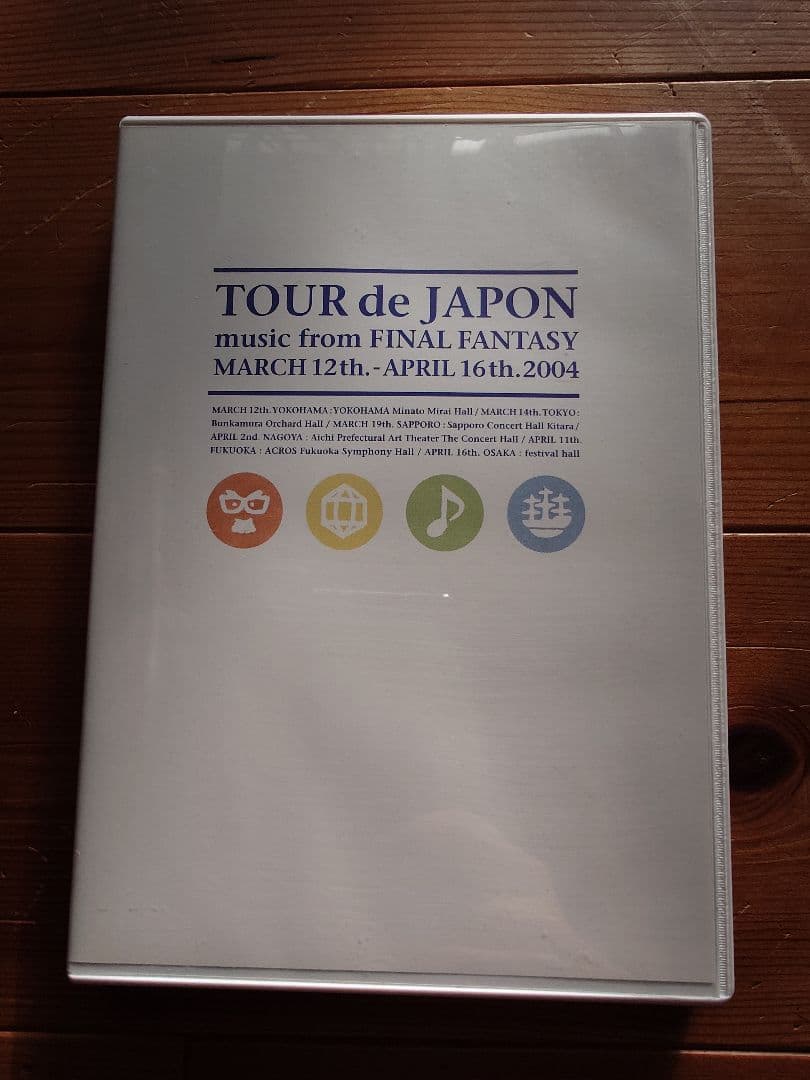 TOUR de JAPON
music from FINAL FANTASY
MARCH 12th.-APRIL 16th.2004
MARCH 12th. YOKOHAMA : YOKOHAMA Minato Mirai Hall / MARCH 14th. TOKYO :
Bunkamura Orchard Hall / MARCH 19th. SAPPORO : Sapporo Concert Hall Kitara /
APRIL 2nd. NAGOYA : Aichi Prefectural Art Theater The Concert Hall / APRIL 11th.
FUKUOKA : ACROS Fukuoka Symphony Hall / APRIL 16th. OSAKA : festival hall